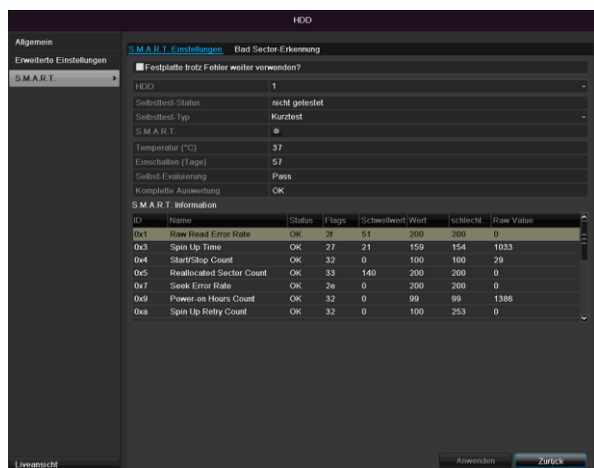 HDD
Allgemein
Erweiterte Einstellungen
S.M.A.R.T.
S.M.A.R.T. Einstellungen Bad Sector-Erkennung
Festplatte trotz Fehler weiter verwenden?
HDD 1
Selbsttest-Status nicht getestet
Selbsttest-Typ Kurztest
S.M.A.R.T.
Temperatur (°C) 37
Einschalten (Tage) 57
Selbst-Evaluierung Pass
Komplette Auswertung OK
S.M.A.R.T. Information
ID Name Status Flags Schwellwert Wert schlecht... Raw Value
0x1 Raw Read Error Rate OK 2f 51 200 200 0
0x3 Spin Up Time OK 27 21 159 154 1033
0x4 Start/Stop Count OK 32 0 100 100 29
0x5 Reallocated Sector Count OK 33 140 200 200 0
0x7 Seek Error Rate OK 2e 0 200 200 0
0x9 Power-on Hours Count OK 32 0 99 99 1386
0xa Spin Up Retry Count OK 32 0 100 253 0
Liveansicht
Anwenden Zurück